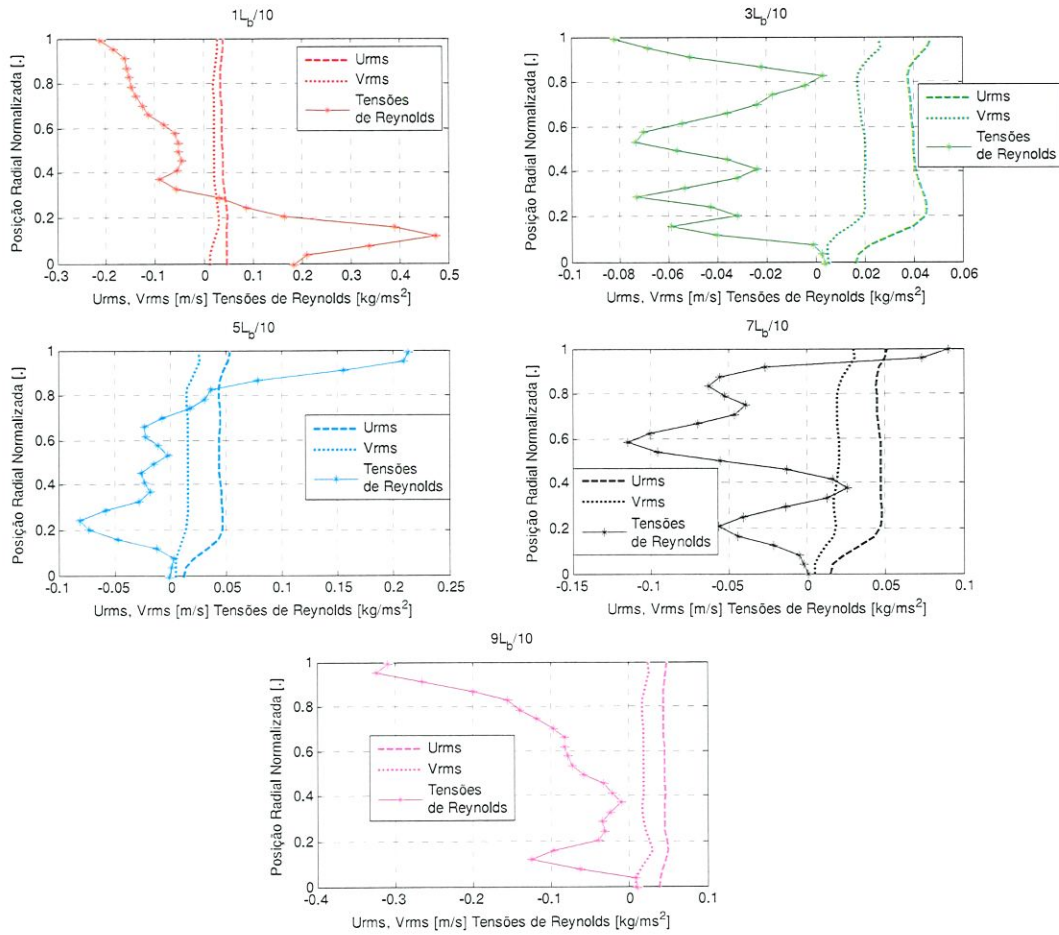 1L_b/10
Posição Radial Normalizada [.]
1
0.8
0.6
0.4
0.2
0
Urms
Vrms
Tensões
de Reynolds
-0.3 -0.2 -0.1 0 0.1 0.2 0.3 0.4 0.5
Urms, Vrms [m/s] Tensões de Reynolds [kg/ms²]
3L_b/10
Posição Radial Normalizada [.]
1
0.8
0.6
0.4
0.2
0
Urms
Vrms
Tensões
de Reynolds
-0.1 -0.08 -0.06 -0.04 -0.02 0 0.02 0.04 0.06
Urms, Vrms [m/s] Tensões de Reynolds [kg/ms²]
5L_b/10
Posição Radial Normalizada [.]
1
0.8
0.6
0.4
0.2
0
Urms
Vrms
Tensões
de Reynolds
-0.1 -0.05 0 0.05 0.1 0.15 0.20 0.25
Urms, Vrms [m/s] Tensões de Reynolds [kg/ms²]
7L_b/10
Posição Radial Normalizada [.]
1
0.8
0.6
0.4
0.2
0
Urms
Vrms
Tensões
de Reynolds
-0.15 -0.1 -0.05 0 0.05 0.1
Urms, Vrms [m/s] Tensões de Reynolds [kg/ms²]
9L_b/10
Posição Radial Normalizada [.]
1
0.8
0.6
0.4
0.2
0
Urms
Vrms
Tensões
de Reynolds
-0.4 -0.3 -0.2 -0.1 0 0.1
Urms, Vrms [m/s] Tensões de Reynolds [kg/ms²]